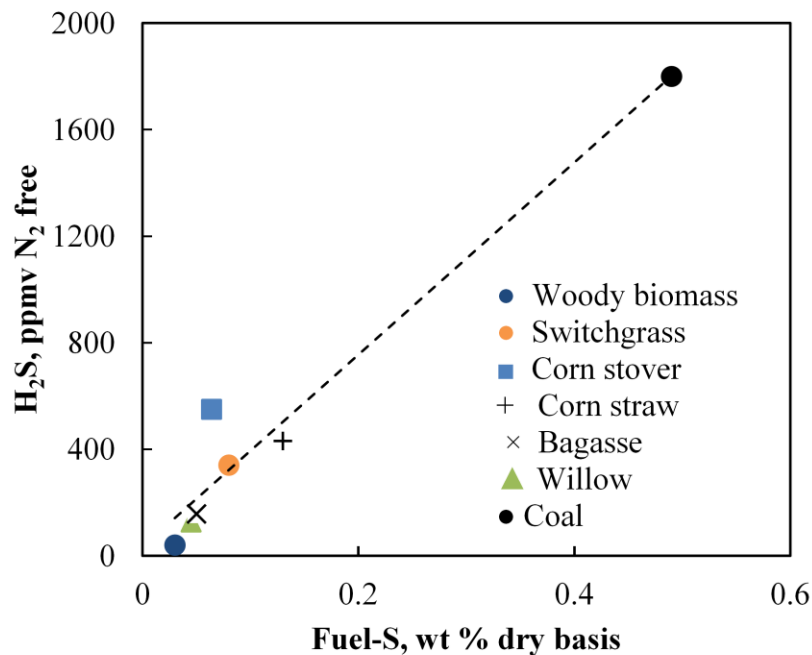 2000
1600
1200
800
400
0
H₂S, ppmv N₂ free
Woody biomass
Switchgrass
Corn stover
Corn straw
Bagasse
Willow
Coal
0 0.2 0.4 0.6
Fuel-S, wt % dry basis